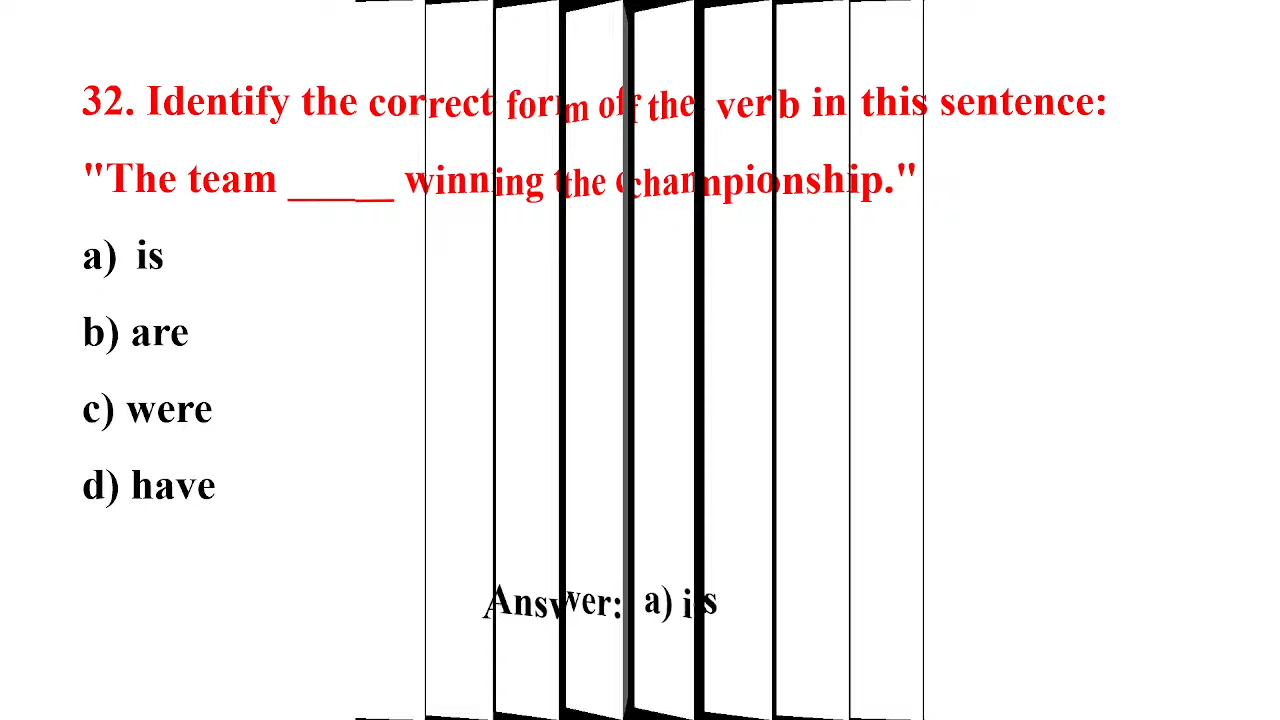 32. Identify the correct form of the verb in this sentence:
"The team _____ winning the championship."
a) is
b) are
c) were
d) have
Answer: a) is